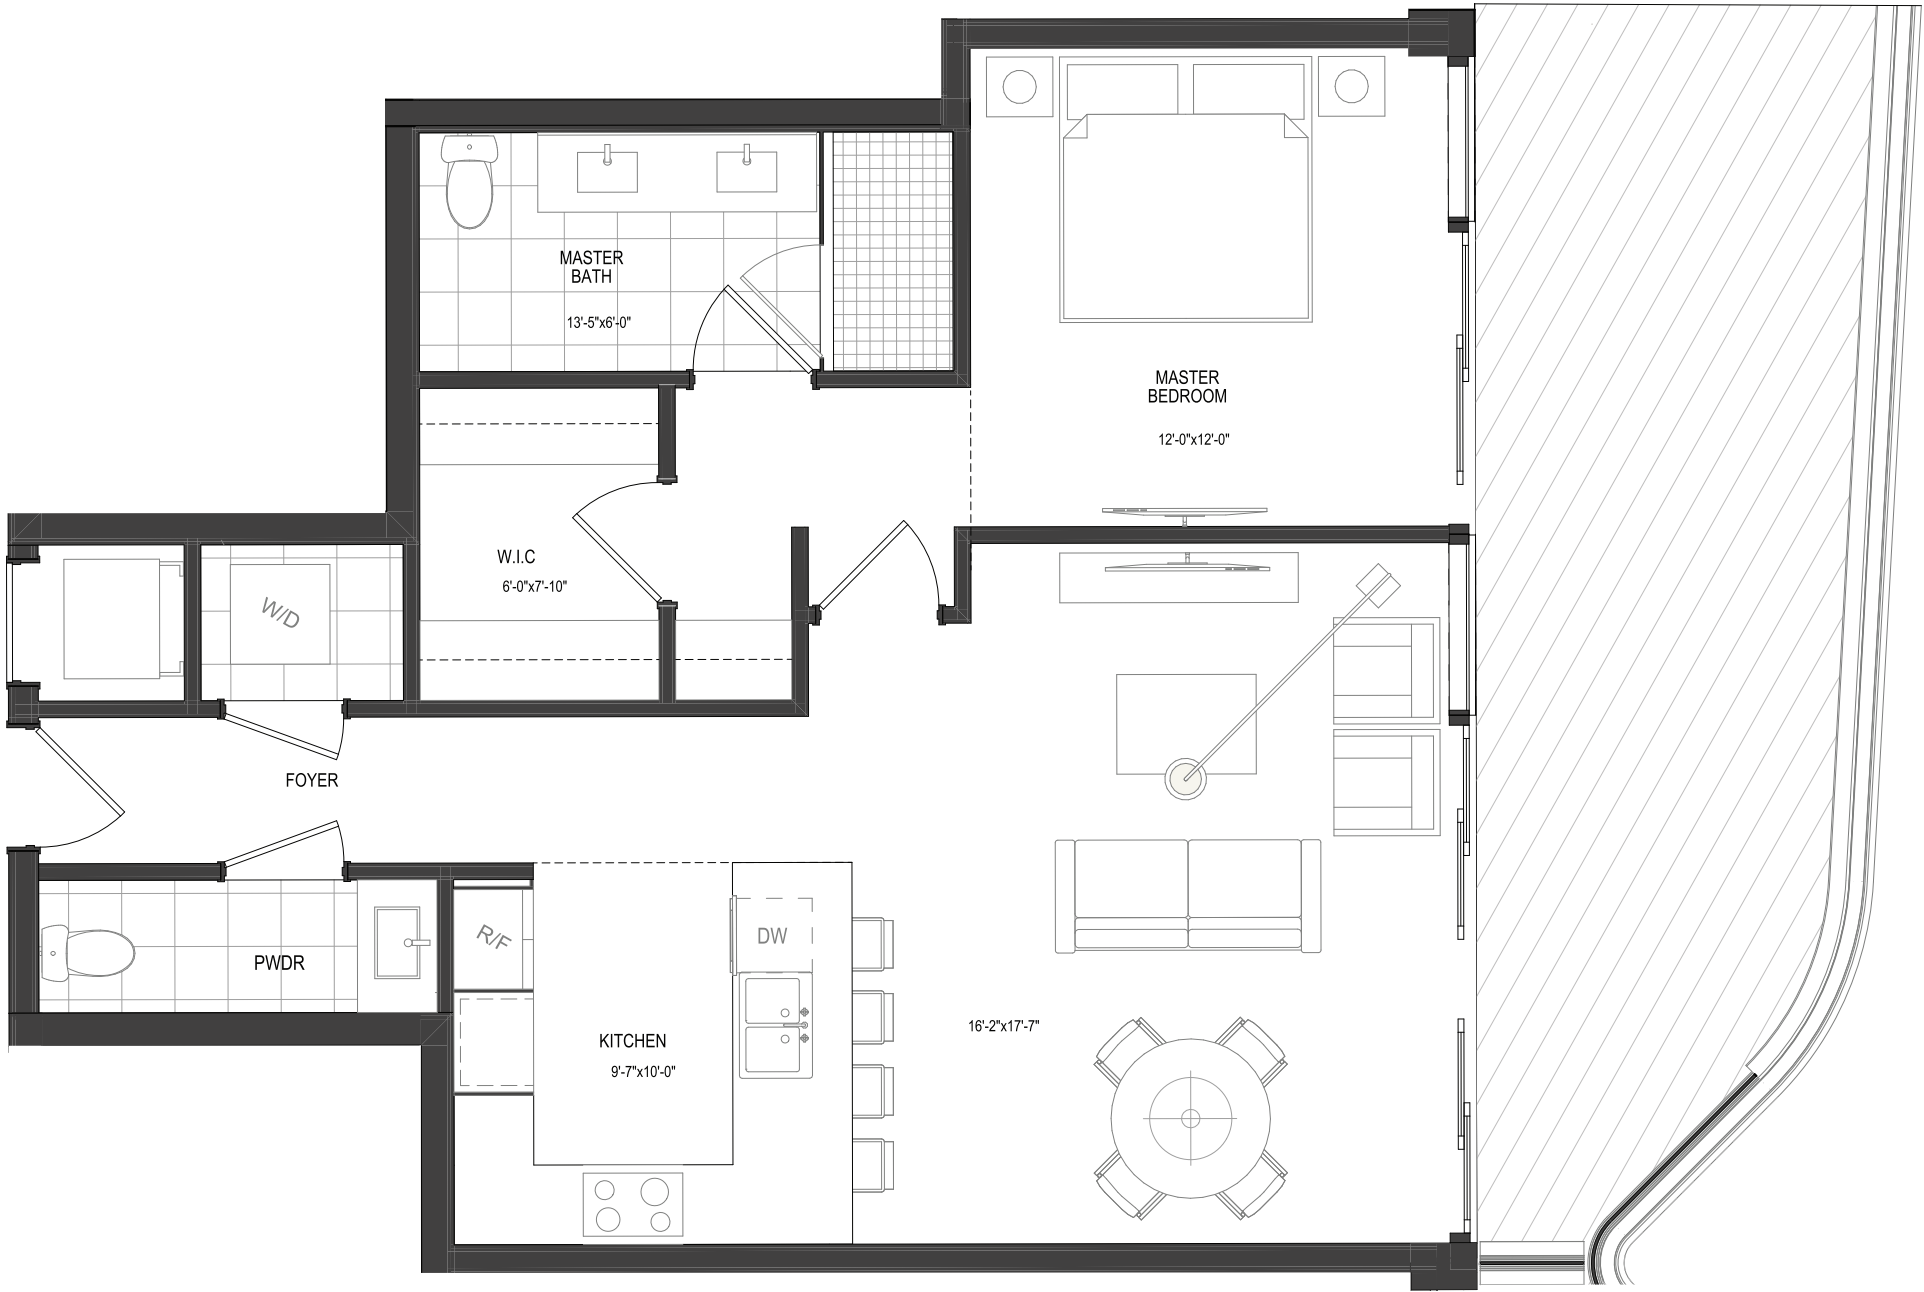 MASTER
BATH
13'-5"x6'-0"
MASTER
BEDROOM
12'-0"x12'-0"
W.I.C
6'-0"x7'-10"
W/D
FOYER
PWDR
R/F
DW
KITCHEN
9'-7"x10'-0"
16'-2"x17'-7"